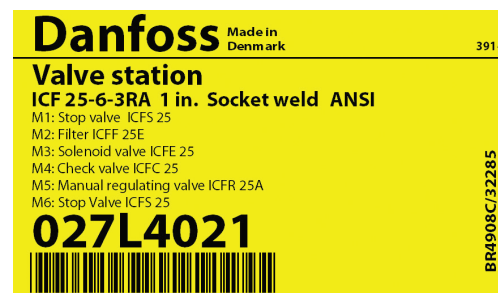 Danfoss
Made in
Denmark
391-
Valve station
ICF 25-6-3RA 1 in. Socket weld ANSI
M1: Stop valve ICFS 25
M2: Filter ICFF 25E
M3: Solenoid valve ICFE 25
M4: Check valve ICFC 25
M5: Manual regulating valve ICFR 25A
M6: Stop Valve ICFS 25
027L4021
BR4908C/32285